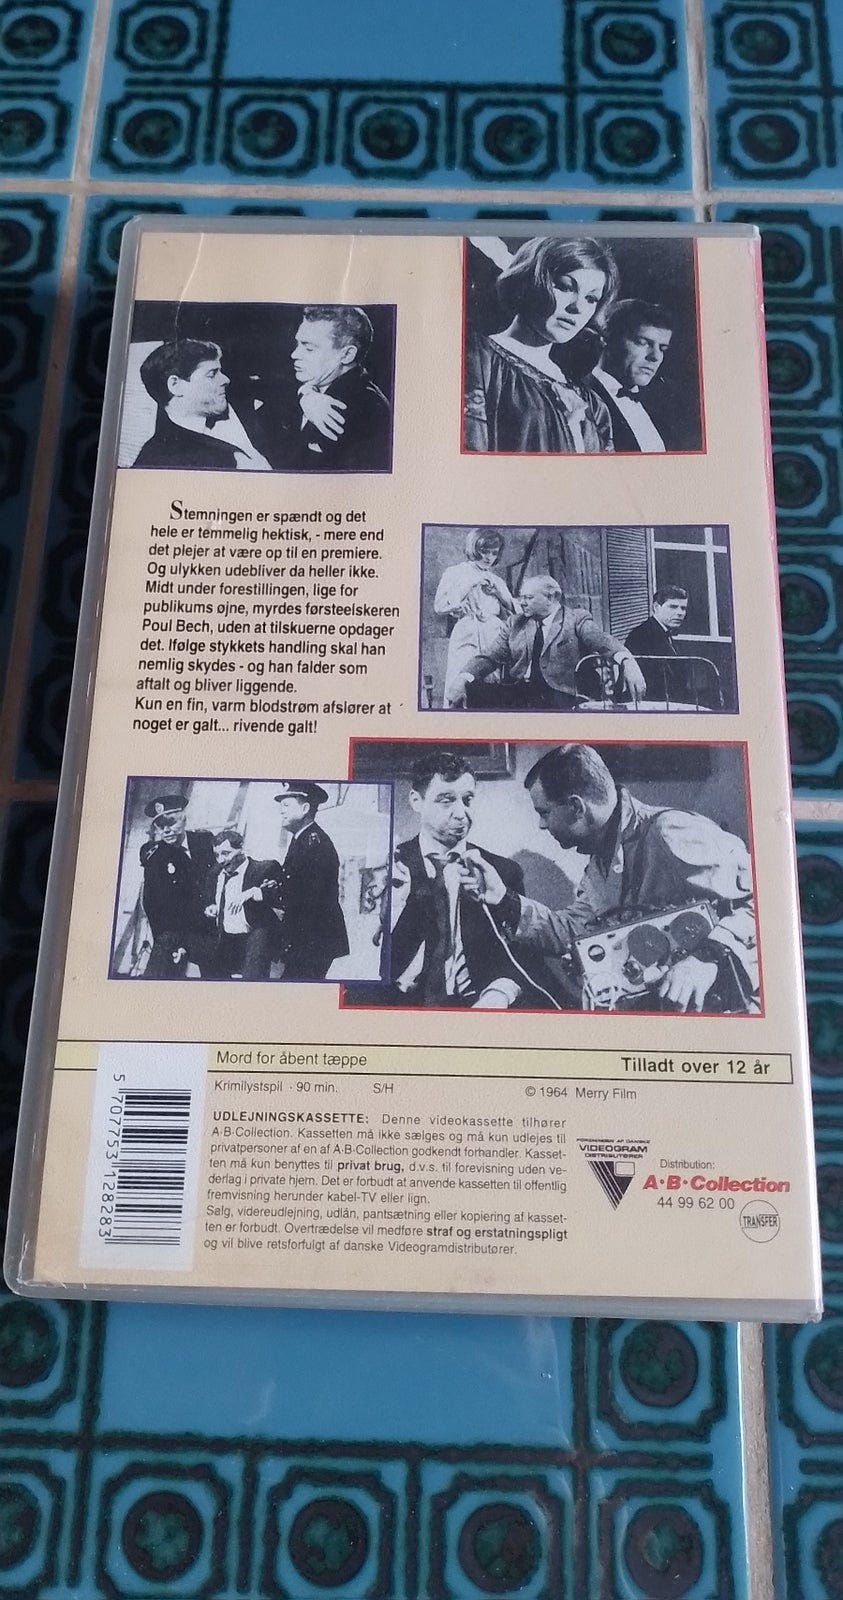 Stemningen er spændt og det
hele er temmelig hektisk, - mere end
det plejer at være op til en premiere.
Og ulykken udebliver da heller ikke.
Midt under forestillingen, lige for
publikums øjne, myrdes førsteelskeren
Poul Bech, uden at tilskuerne opdager
det. Ifølge stykkets handling skal han
nemlig skydes - og han falder som
aftalt og bliver liggende.
Kun en fin, varm blodstrøm afslører at
noget er galt... rivende galt!
Mord for åbent tæppe
Tilladt over 12 år
Krimilystspil · 90 min. S/H © 1964 Merry Film
UDLEJNINGSKASSETTE: Denne videokassette tilhører
A·B·Collection. Kassetten må ikke sælges og må kun udlejes til
privatpersoner af en af A·B·Collection godkendt forhandler. Kasset-
ten må kun benyttes til privat brug, d.v.s. til forevisning uden ve-
derlag i private hjem. Det er forbudt at anvende kassetten til offentlig
fremvisning herunder kabel-TV eller lign.
Salg, videreudlejning, udlån, pantsætning eller kopiering af kasset-
ten er forbudt. Overtrædelse vil medføre straf og erstatningspligt
og vil blive retsforfulgt af danske Videogramdistributører.
FORENINGEN AF DANSKE
VIDEOGRAM
DISTRIBUTØRER
Distribution:
A·B·Collection
44 99 62 00
TRANSFER
5 707753 128283